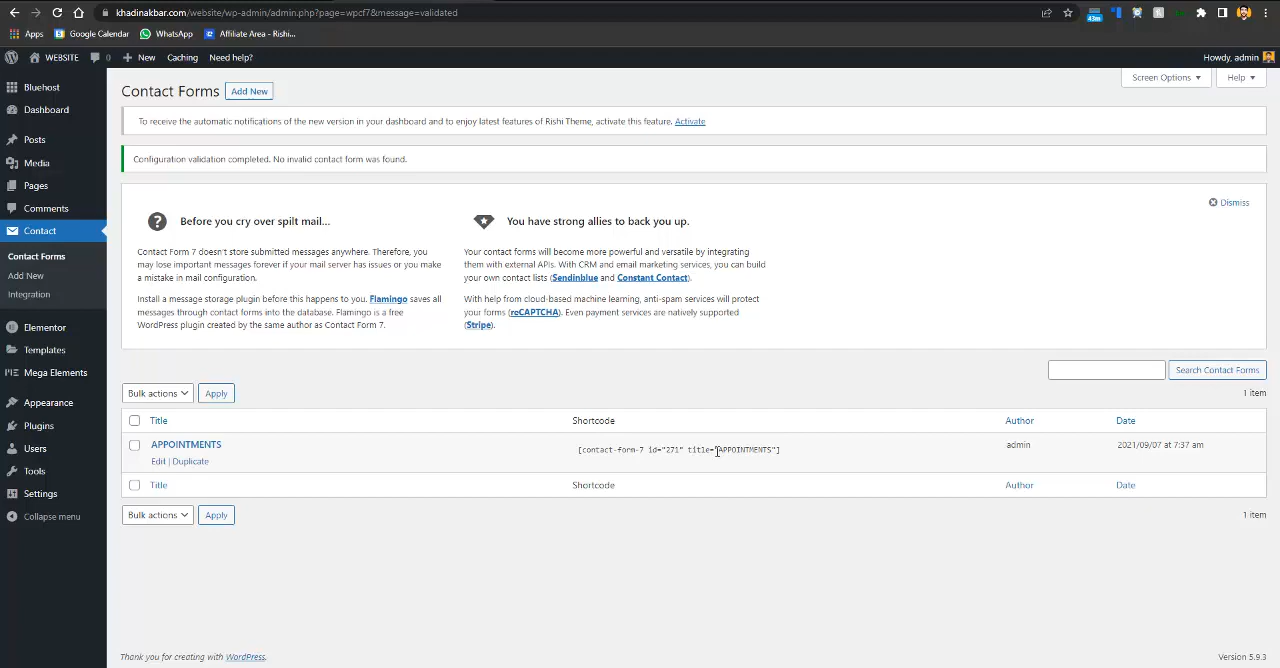 khadinakbar.com/website/wp-admin/admin.php?page=wpcf7&message=validated
43m
Apps Google Calendar WhatsApp Affiliate Area - Rishi...
WEBSITE 0 New Caching Need help? Howdy, admin
Screen Options Help
Bluehost
Dashboard
Posts
Media
Pages
Comments
Contact
Contact Forms
Add New
Integration
Elementor
Templates
Mega Elements
Appearance
Plugins
Users
Tools
Settings
Collapse menu
Contact Forms Add New
To receive the automatic notifications of the new version in your dashboard and to enjoy latest features of Rishi Theme, activate this feature. Activate
Configuration validation completed. No invalid contact form was found.
Dismiss
Before you cry over spilt mail...
Contact Form 7 doesn't store submitted messages anywhere. Therefore, you
may lose important messages forever if your mail server has issues or you make
a mistake in mail configuration.
Install a message storage plugin before this happens to you. Flamingo saves all
messages through contact forms into the database. Flamingo is a free
WordPress plugin created by the same author as Contact Form 7.
You have strong allies to back you up.
Your contact forms will become more powerful and versatile by integrating
them with external APIs. With CRM and email marketing services, you can build
your own contact lists (Sendinblue and Constant Contact).
With help from cloud-based machine learning, anti-spam services will protect
your forms (reCAPTCHA). Even payment services are natively supported
(Stripe).
Search Contact Forms
Bulk actions Apply 1 item
Title Shortcode Author Date
APPOINTMENTS [contact-form-7 id="271" title="APPOINTMENTS"] admin 2021/09/07 at 7:37 am
Edit | Duplicate
Title Shortcode Author Date
Bulk actions Apply 1 item
Thank you for creating with WordPress. Version 5.9.3